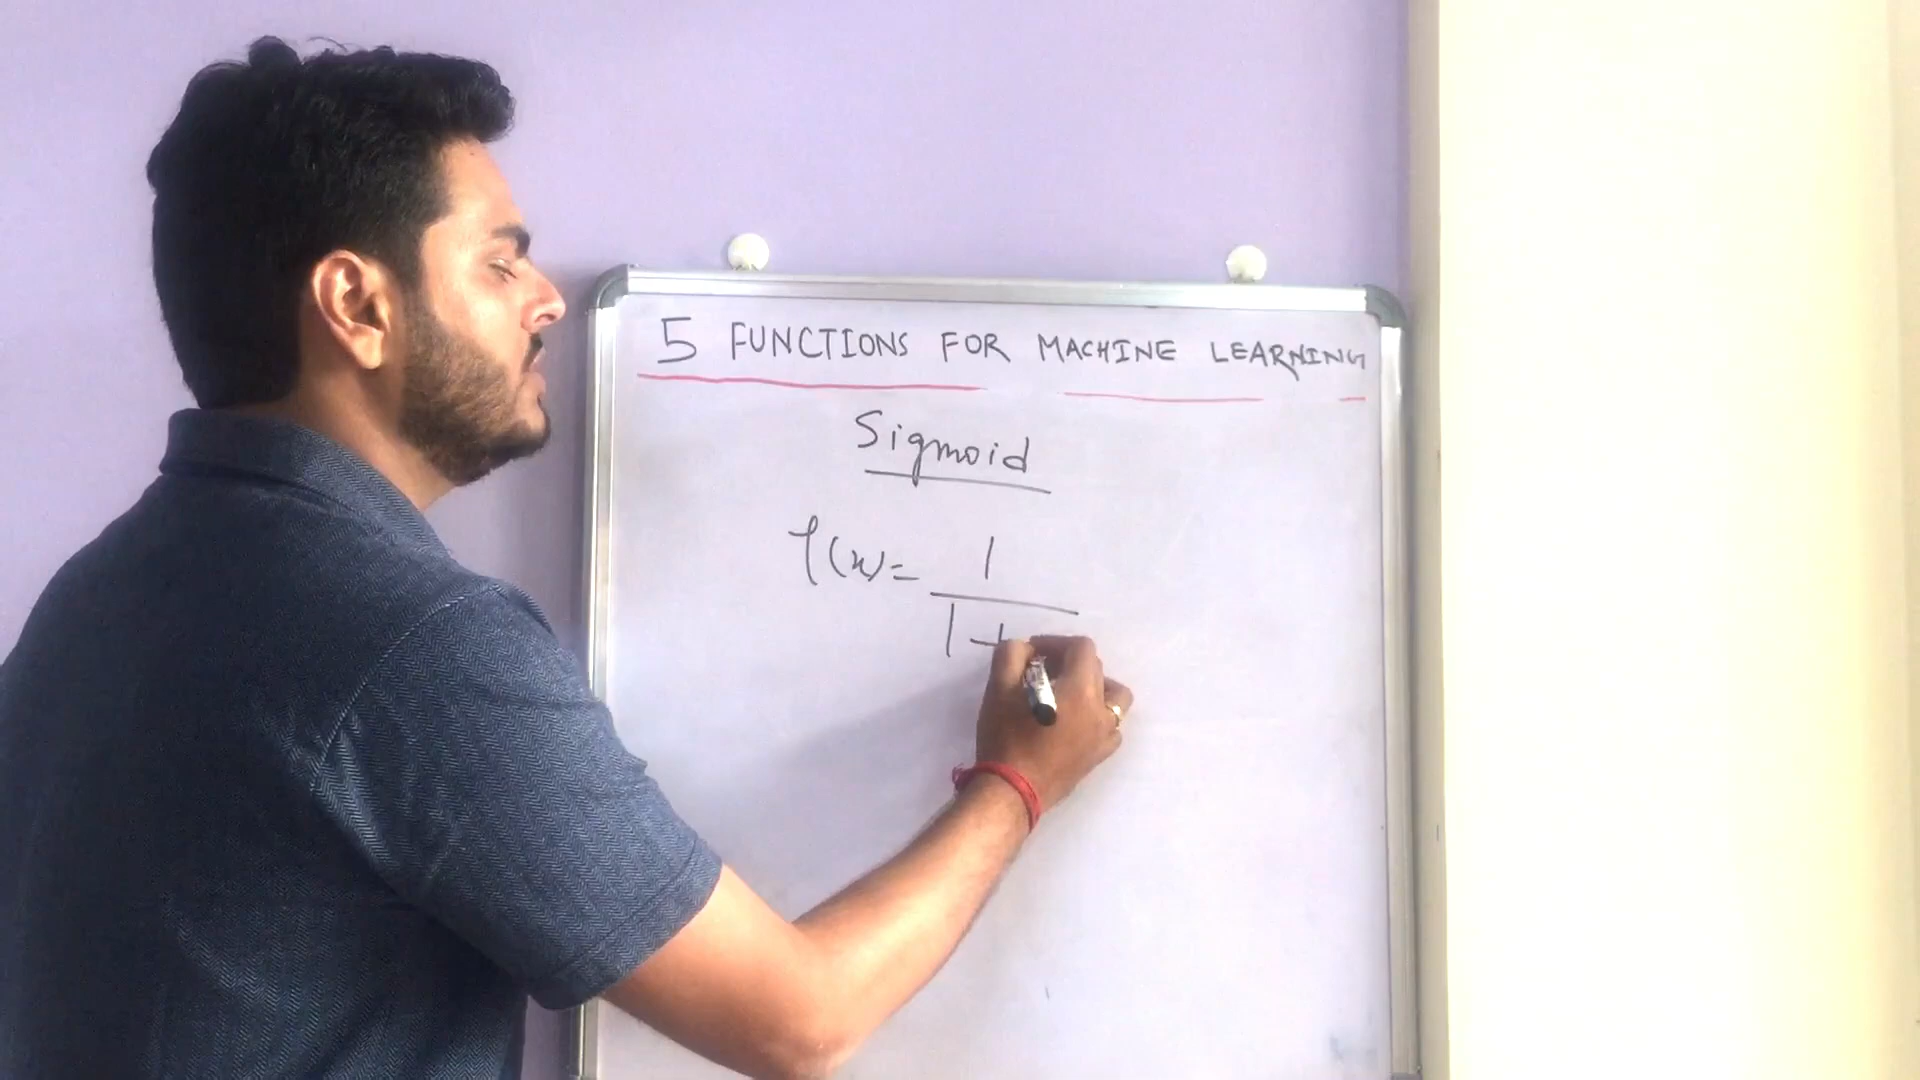 5 FUNCTIONS FOR MACHINE LEARNING
Sigmoid
f(x)= 1
1 +